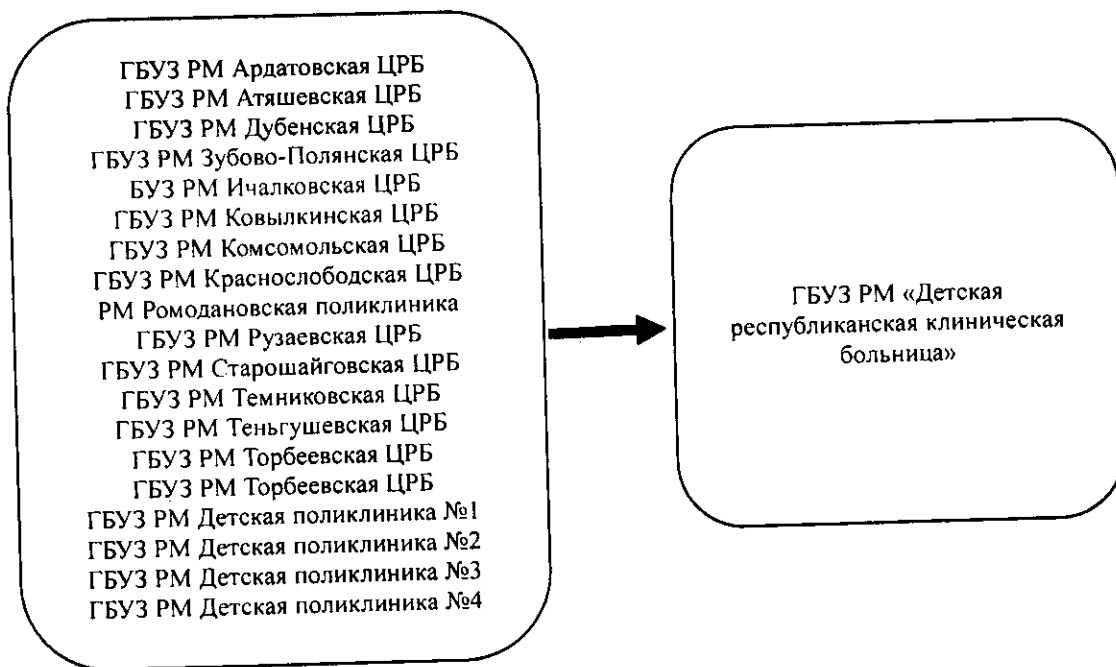 ГБУЗ РМ Ардатовская ЦРБ
ГБУЗ РМ Атяшевская ЦРБ
ГБУЗ РМ Дубенская ЦРБ
ГБУЗ РМ Зубово-Полянская ЦРБ
БУЗ РМ Ичалковская ЦРБ
ГБУЗ РМ Ковылкинская ЦРБ
ГБУЗ РМ Комсомольская ЦРБ
ГБУЗ РМ Краснослободская ЦРБ
РМ Ромодановская поликлиника
ГБУЗ РМ Рузаевская ЦРБ
ГБУЗ РМ Старошайговская ЦРБ
ГБУЗ РМ Темниковская ЦРБ
ГБУЗ РМ Теньгушевская ЦРБ
ГБУЗ РМ Торбеевская ЦРБ
ГБУЗ РМ Торбеевская ЦРБ
ГБУЗ РМ Детская поликлиника №1
ГБУЗ РМ Детская поликлиника №2
ГБУЗ РМ Детская поликлиника №3
ГБУЗ РМ Детская поликлиника №4
ГБУЗ РМ «Детская
республиканская клиническая
больница»